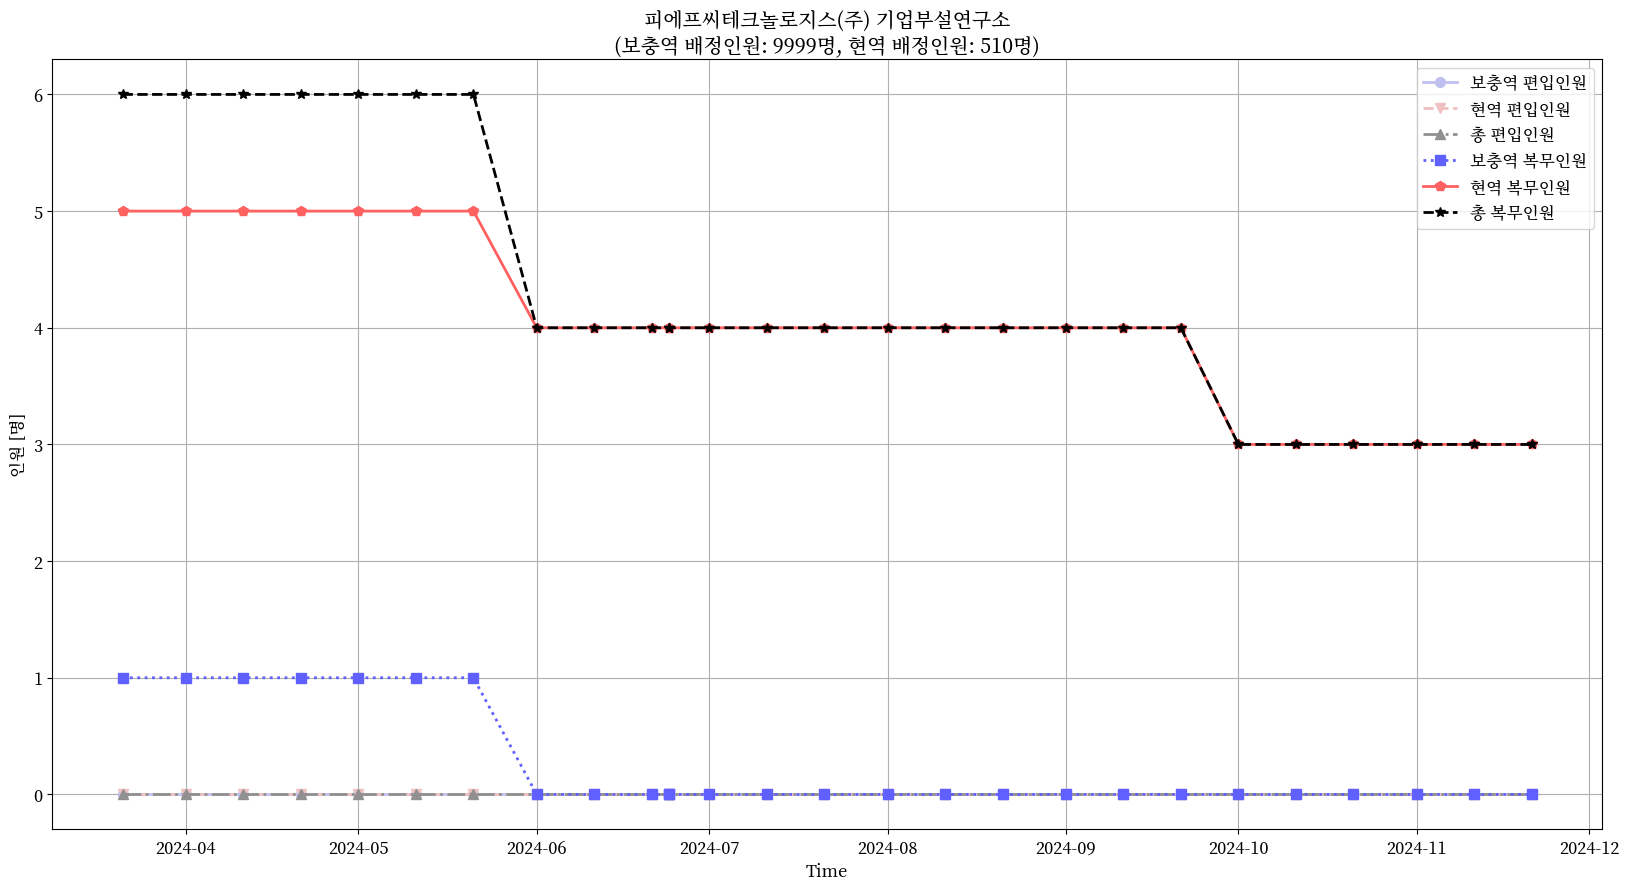 피에프씨테크놀로지스(주) 기업부설연구소
(보충역 배정인원: 9999명, 현역 배정인원: 510명)
보충역 편입인원
현역 편입인원
총 편입인원
보충역 복무인원
현역 복무인원
총 복무인원
인원 [명]
6
5
4
3
2
1
0
2024-04
2024-05
2024-06
2024-07
2024-08
2024-09
2024-10
2024-11
2024-12
Time